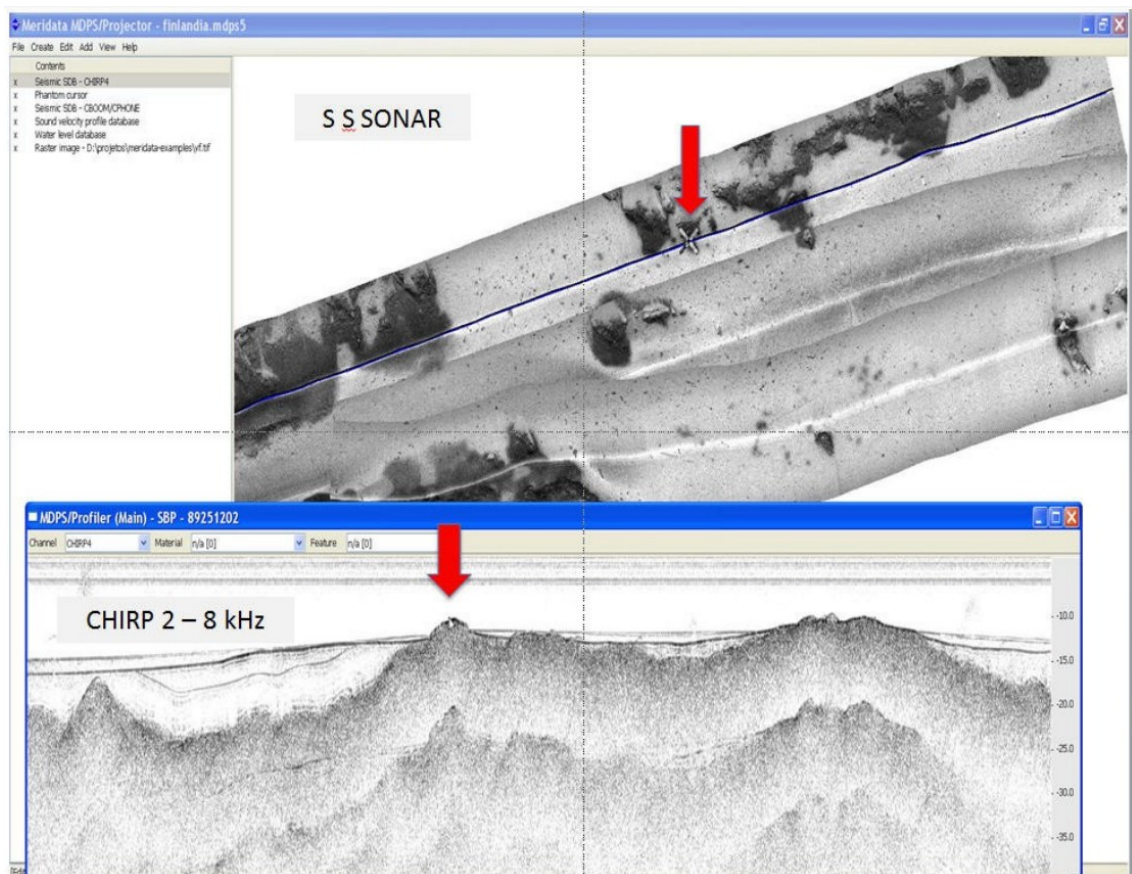 Meridata MDPS/Projector - finlandia.mdps5
File Create Edit Add View Help
Contents
x Seismic SDB - CHIRP4
x Phantom cursor
x Seismic SDB - CBOOM/CPHONE
x Sound velocity profile database
x Water level database
x Raster image - D:\projetos\meridata-examples\yf.tif
S S SONAR
MDPS/Profiler (Main) - SBP - 89251202
Channel CHIRP4 Material n/a [0] Feature n/a [0]
CHIRP 2 – 8 kHz
-10.0
-15.0
-20.0
-25.0
-30.0
-35.0